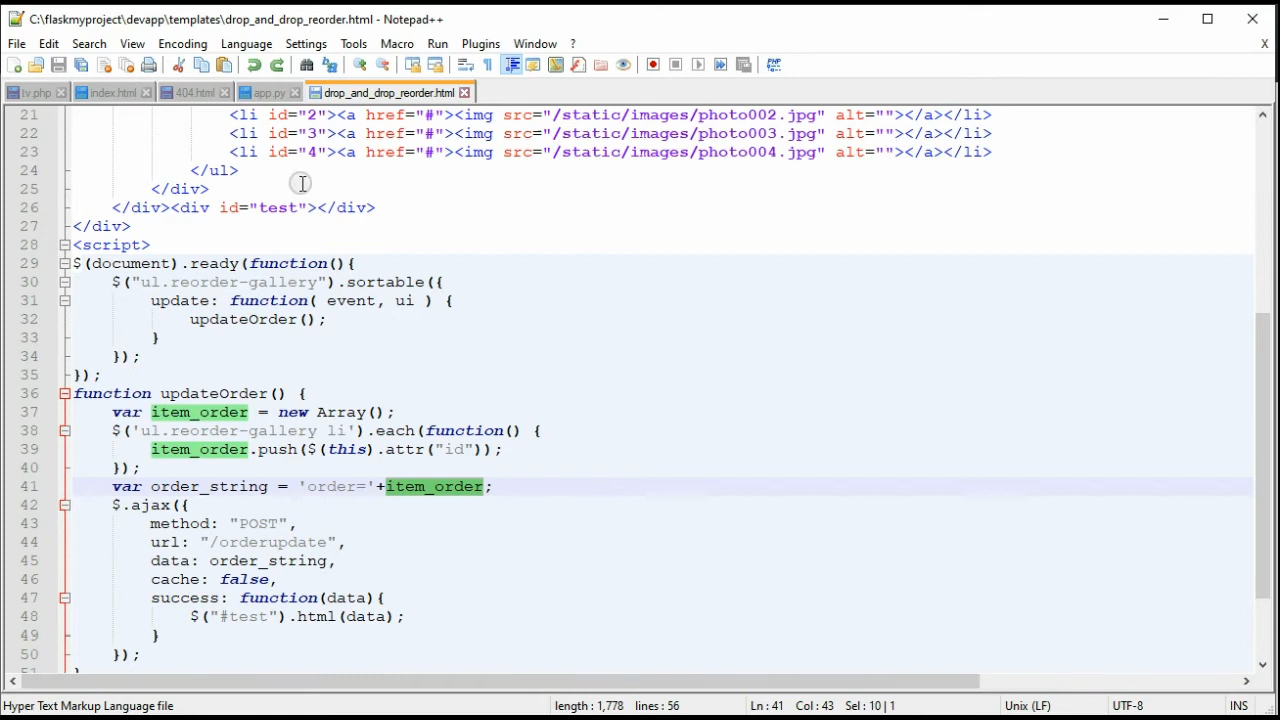 C:\flaskmyproject\devapp\templates\drop_and_drop_reorder.html - Notepad++
File Edit Search View Encoding Language Settings Tools Macro Run Plugins Window ? X
tv.php index.html 404.html app.py drop_and_drop_reorder.html
21 <li id="2"><a href="#"><img src="/static/images/photo002.jpg" alt=""></a></li>
22 <li id="3"><a href="#"><img src="/static/images/photo003.jpg" alt=""></a></li>
23 <li id="4"><a href="#"><img src="/static/images/photo004.jpg" alt=""></a></li>
24 </ul>
25 </div>
26 </div><div id="test"></div>
27 </div>
28 <script>
29 $(document).ready(function(){
30 $("ul.reorder-gallery").sortable({
31 update: function( event, ui ) {
32 updateOrder();
33 }
34 });
35 });
36 function updateOrder() {
37 var item_order = new Array();
38 $('ul.reorder-gallery li').each(function() {
39 item_order.push($(this).attr("id"));
40 });
41 var order_string = 'order='+item_order;
42 $.ajax({
43 method: "POST",
44 url: "/orderupdate",
45 data: order_string,
46 cache: false,
47 success: function(data){
48 $("#test").html(data);
49 }
50 });
51 }
Hyper Text Markup Language file length : 1,778 lines : 56 Ln : 41 Col : 43 Sel : 10 | 1 Unix (LF) UTF-8 INS